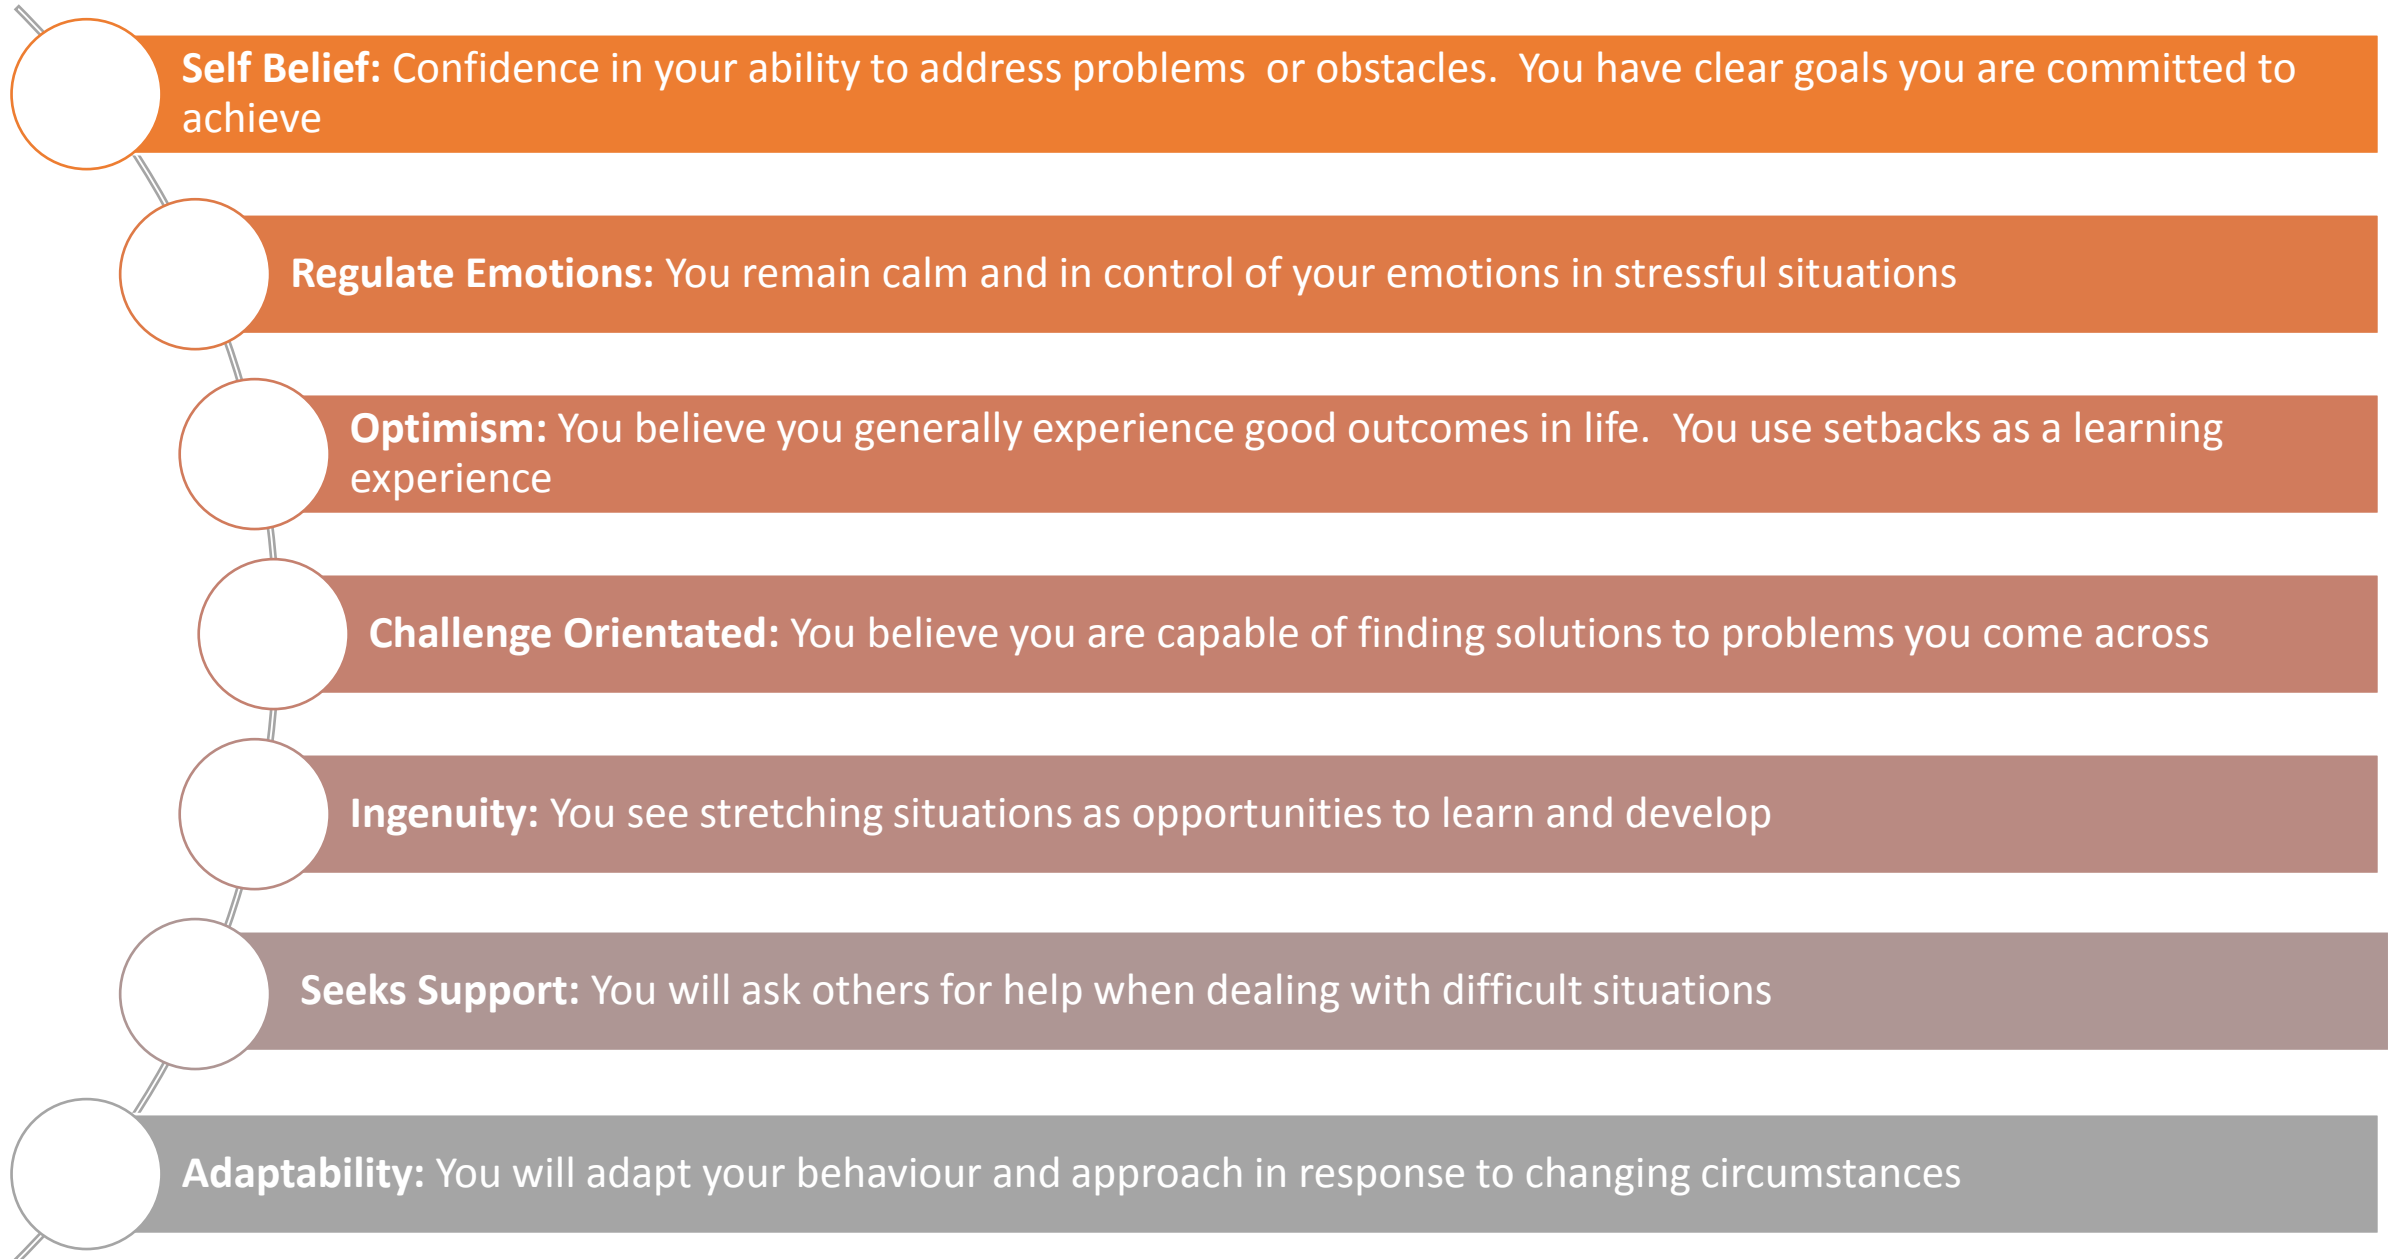 Self Belief: Confidence in your ability to address problems  or obstacles.  You have clear goals you are committed to
achieve
Regulate Emotions: You remain calm and in control of your emotions in stressful situations
Optimism: You believe you generally experience good outcomes in life.  You use setbacks as a learning
experience
Challenge Orientated: You believe you are capable of finding solutions to problems you come across
Ingenuity: You see stretching situations as opportunities to learn and develop
Seeks Support: You will ask others for help when dealing with difficult situations
Adaptability: You will adapt your behaviour and approach in response to changing circumstances